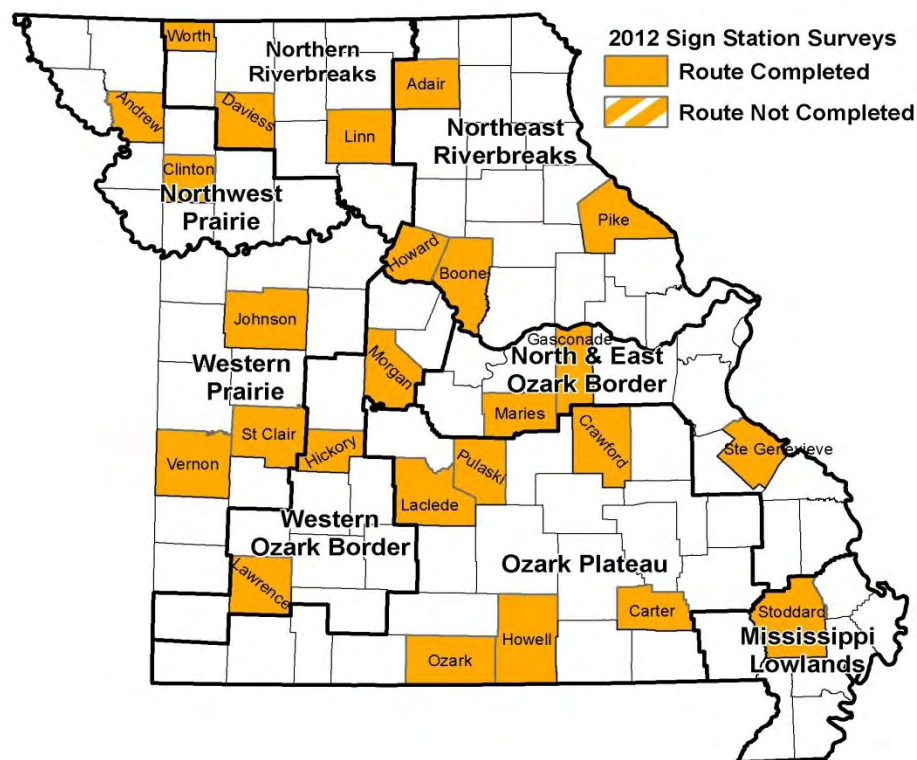 2012 Sign Station Surveys
Route Completed
Route Not Completed
Worth
Northern
Riverbreaks
Adair
Andrew
Daviess
Linn
Northeast
Riverbreaks
Clinton
Northwest
Prairie
Pike
Howard
Boone
Johnson
Gasconade
Western
Prairie
Morgan
North & East
Ozark Border
Maries
St Clair
Crawford
Vernon
Hickory
Pulaski
Ste Genevieve
Laclede
Western
Ozark Border
Ozark Plateau
Lawrence
Carter
Stoddard
Howell
Mississippi
Lowlands
Ozark